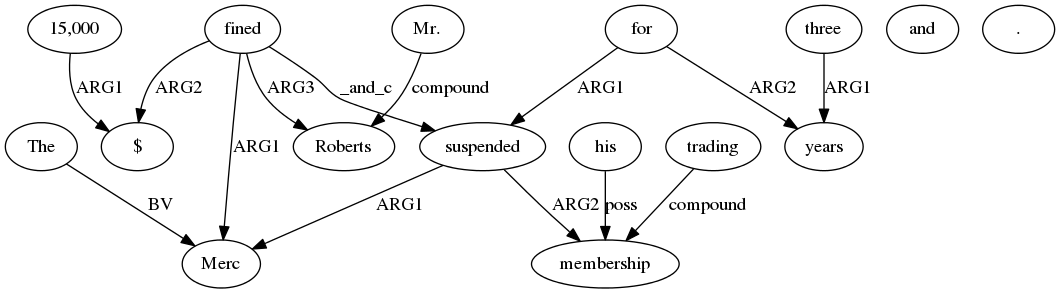 15,000 fined Mr. for three and .
ARG1 ARG2 ARG3 _and_c compound ARG1 ARG2 ARG1
The $ Roberts suspended his trading years
BV ARG1 ARG1 ARG2 poss compound
Merc membership